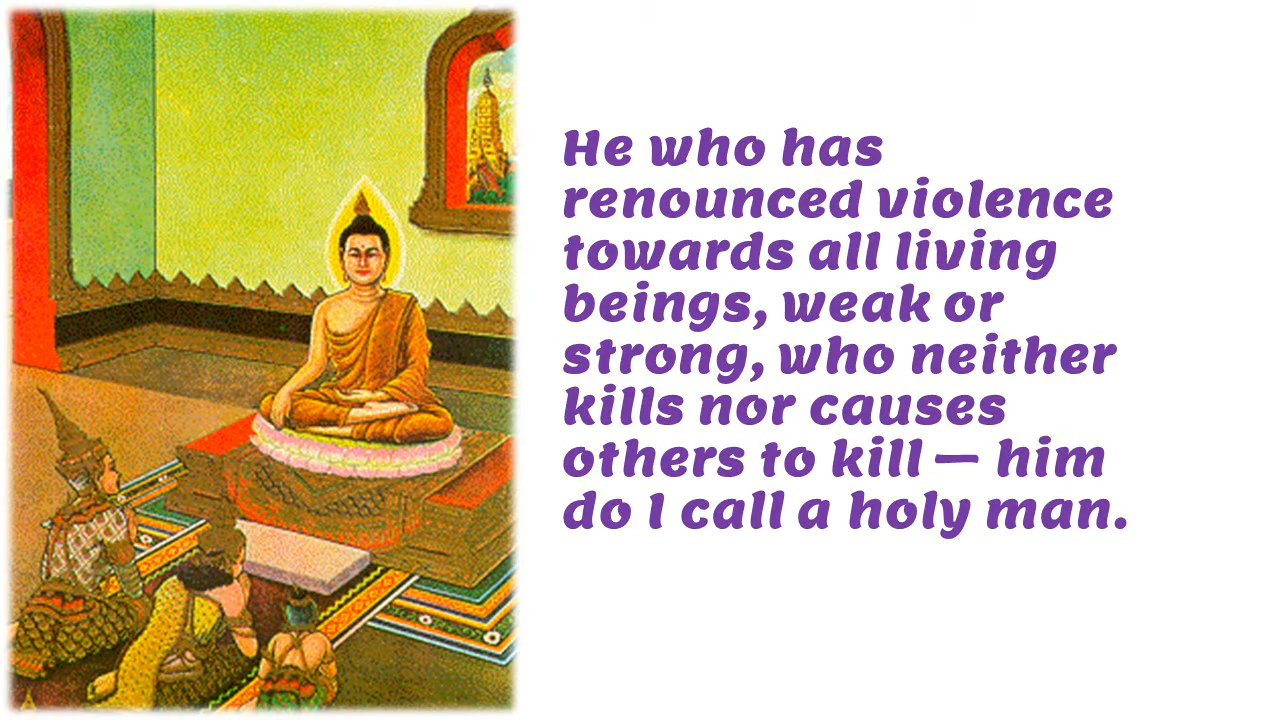 He who has
renounced violence
towards all living
beings, weak or
strong, who neither
kills nor causes
others to kill — him
do I call a holy man.